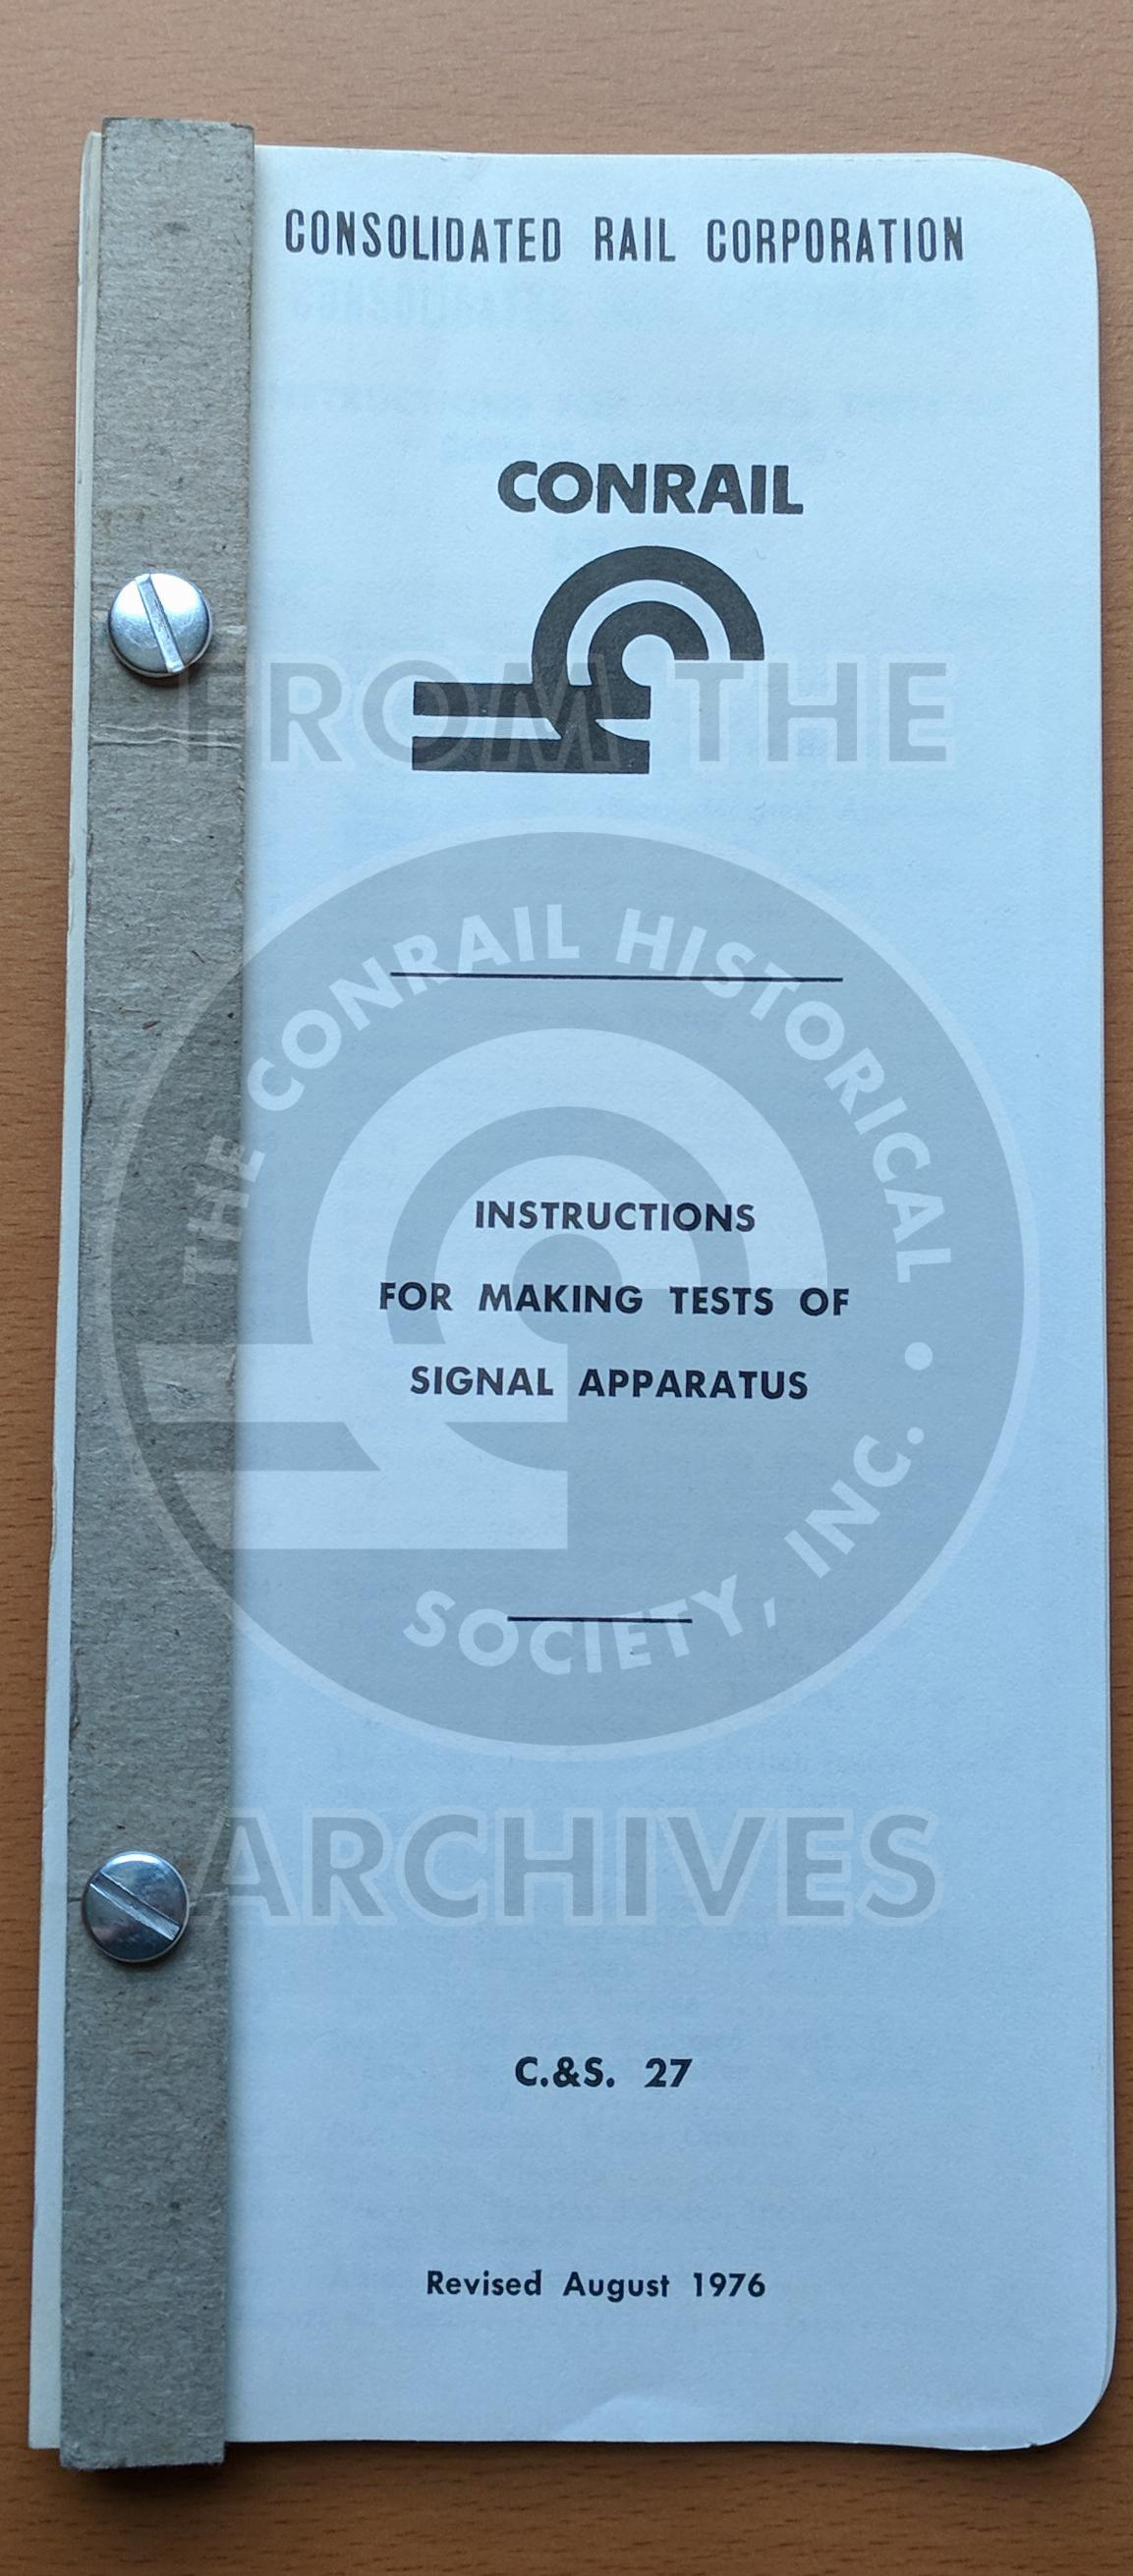 CONSOLIDATED RAIL CORPORATION
CONRAIL
FROM THE
THE CONRAIL HISTORICAL • SOCIETY, INC.
INSTRUCTIONS
FOR MAKING TESTS OF
SIGNAL APPARATUS
ARCHIVES
C.&S. 27
Revised August 1976